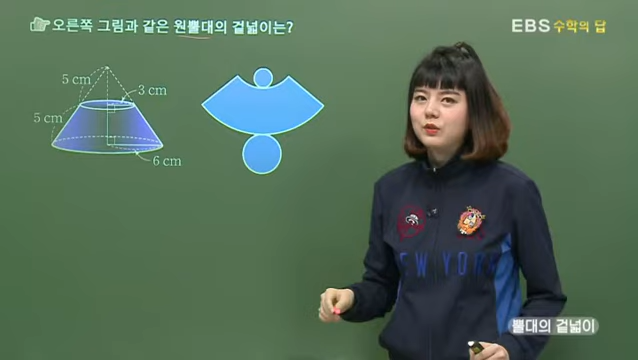 오른쪽 그림과 같은 원뿔대의 겉넓이는?
EBS 수학의 답
5 cm
3 cm
5 cm
6 cm
NEW YORK
뿔대의 겉넓이